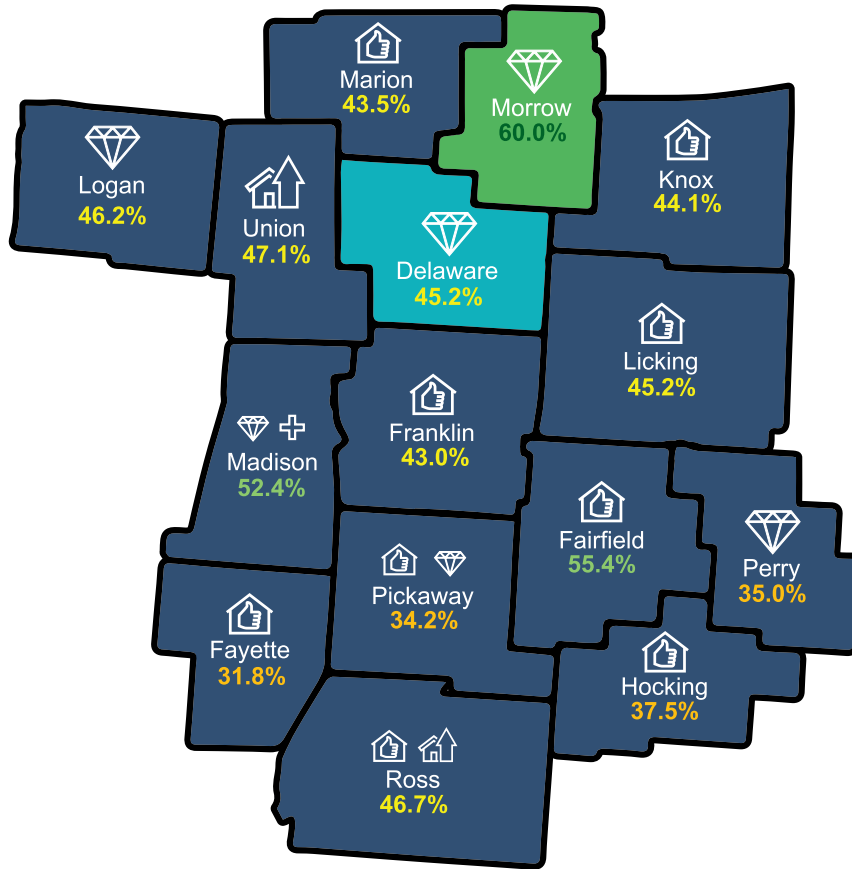 Marion
43.5%
Morrow
60.0%
Logan
46.2%
Union
47.1%
Knox
44.1%
Delaware
45.2%
Licking
45.2%
Franklin
43.0%
Madison
52.4%
Fairfield
55.4%
Perry
35.0%
Pickaway
34.2%
Fayette
31.8%
Hocking
37.5%
Ross
46.7%